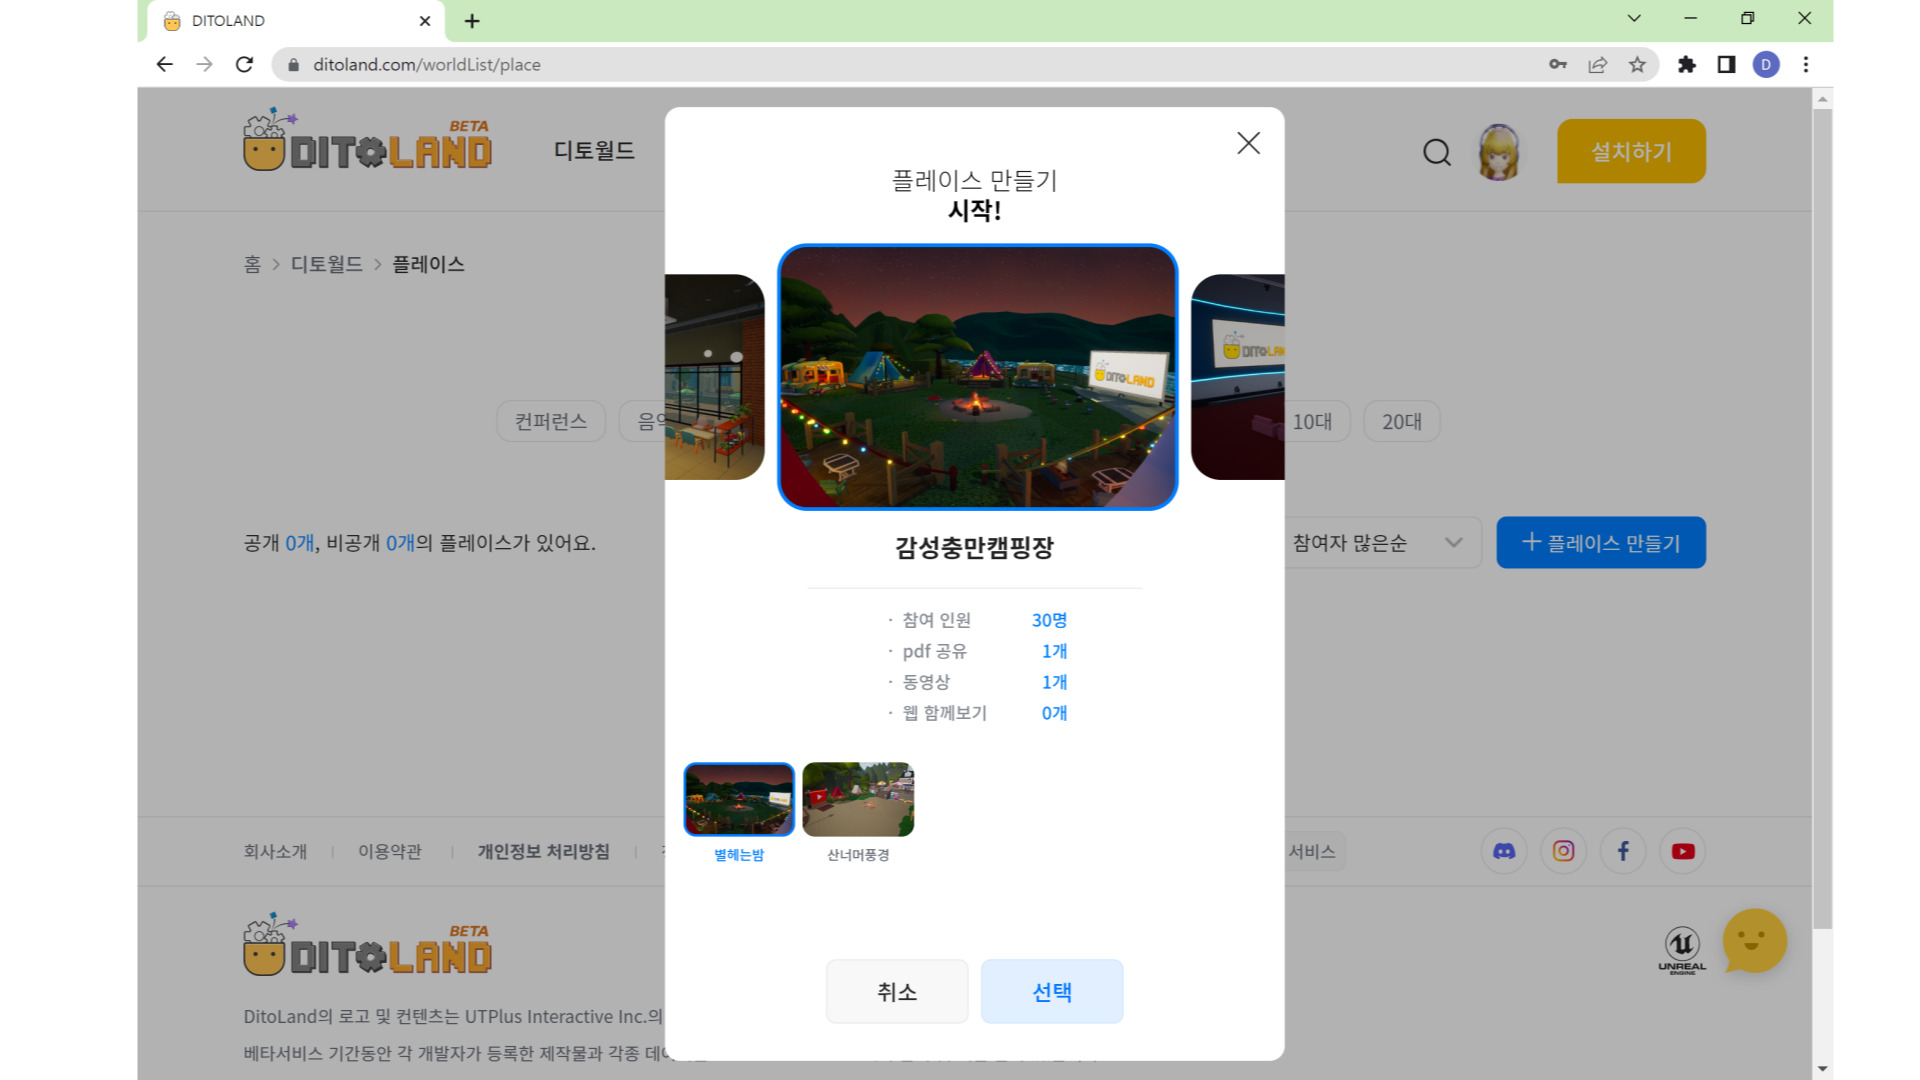 DITOLAND
ditoland.com/worldList/place
BETA
DITOLAND
디토월드
설치하기
플레이스 만들기
시작!
홈 > 디토월드 > 플레이스
DITOLAND
DITOLAN
컨퍼런스
10대
20대
감성충만캠핑장
공개 0개, 비공개 0개의 플레이스가 있어요.
참여자 많은순
+ 플레이스 만들기
· 참여 인원 30명
· pdf 공유 1개
· 동영상 1개
· 웹 함께보기 0개
별헤는밤
산너머풍경
회사소개 | 이용약관 | 개인정보 처리방침 |
서비스
BETA
DITOLAND
UNREAL
ENGINE
취소
선택
DitoLand의 로고 및 컨텐츠는 UTPlus Interactive Inc.의
베타서비스 기간동안 각 개발자가 등록한 제작물과 각종
D